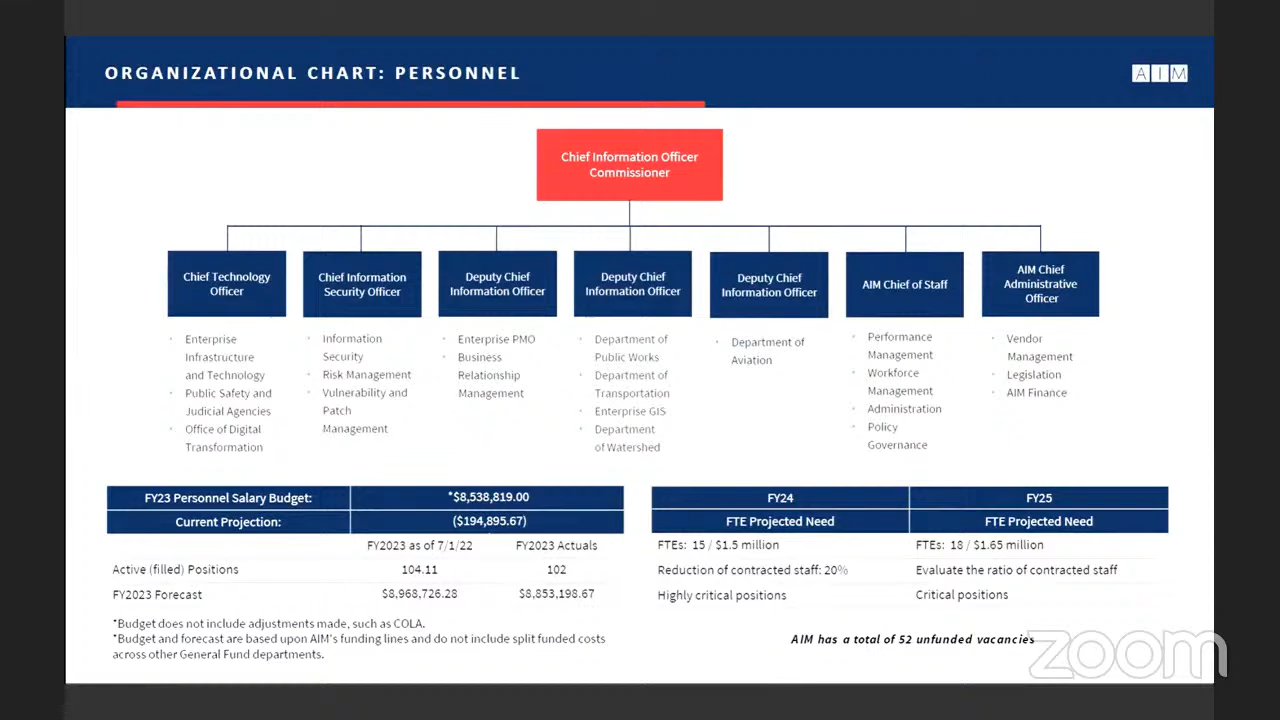 ORGANIZATIONAL CHART: PERSONNEL
AIM
Chief Information Officer
Commissioner
Chief Technology
Officer
Chief Information
Security Officer
Deputy Chief
Information Officer
Deputy Chief
Information Officer
Deputy Chief
Information Officer
AIM Chief of Staff
AIM Chief
Administrative
Officer
Enterprise
Infrastructure
and Technology
Public Safety and
Judicial Agencies
Office of Digital
Transformation
Information
Security
Risk Management
Vulnerability and
Patch
Management
Enterprise PMO
Business
Relationship
Management
Department of
Public Works
Department of
Transportation
Enterprise GIS
Department
of Watershed
Department of
Aviation
Performance
Management
Workforce
Management
Administration
Policy
Governance
Vendor
Management
Legislation
AIM Finance
FY23 Personnel Salary Budget: *$8,538,819.00
Current Projection: ($194,895.67)
FY2023 as of 7/1/22 FY2023 Actuals
Active (filled) Positions 104.11 102
FY2023 Forecast $8,968,726.28 $8,853,198.67
*Budget does not include adjustments made, such as COLA.
*Budget and forecast are based upon AIM's funding lines and do not include split funded costs
across other General Fund departments.
FY24 FY25
FTE Projected Need FTE Projected Need
FTEs: 15 / $1.5 million FTEs: 18 / $1.65 million
Reduction of contracted staff: 20% Evaluate the ratio of contracted staff
Highly critical positions Critical positions
AIM has a total of 52 unfunded vacancies
zoom